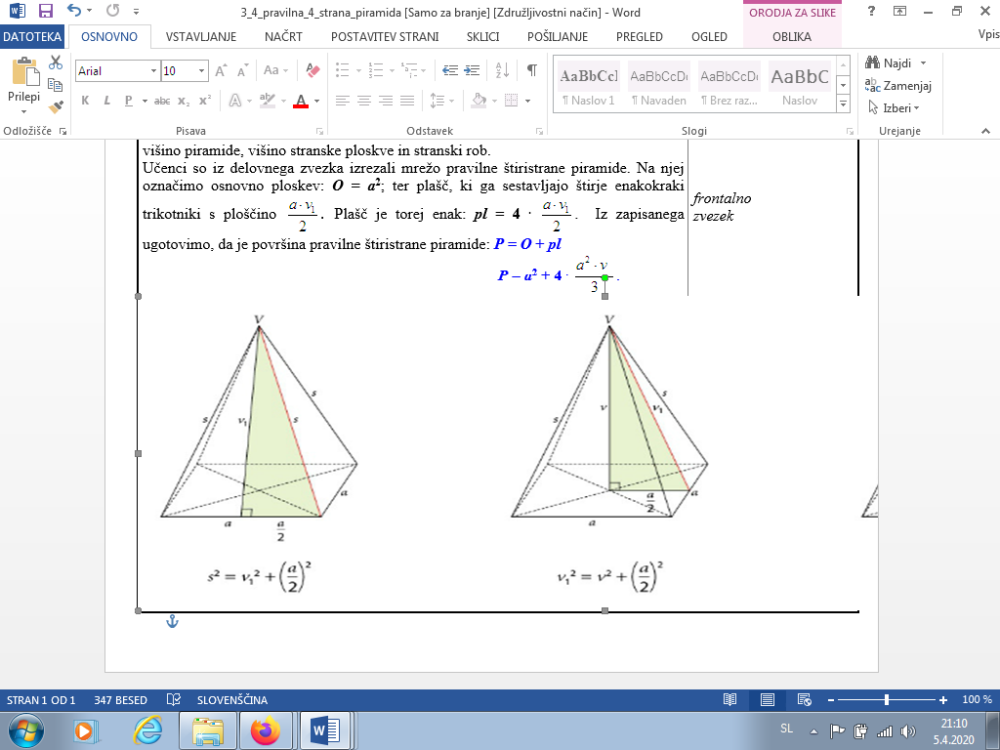 3_4_pravilna_4_strana_piramida [Samo za branje] [Združljivostni način] - Word
ORODJA ZA SLIKE
DATOTEKA OSNOVNO VSTAVLJANJE NAČRT POSTAVITEV STRANI SKLICI POŠILJANJE PREGLED OGLED OBLIKA Vpis
Prilepi
Arial 10
K L P abc x₂ x²
AaBbCcI AaBbCcDc AaBbCcDc AaBbC
¶ Naslov 1 ¶ Navaden ¶ Brez raz... Naslov
Najdi
Zamenjaj
Izberi
Odložišče Pisava Odstavek Slogi Urejanje
višino piramide, višino stranske ploskve in stranski rob.
Učenci so iz delovnega zvezka izrezali mrežo pravilne štiristrane piramide. Na njej
označimo osnovno ploskev: O = a²; ter plašč, ki ga sestavljajo štirje enakokraki
trikotniki s ploščino a · v₁ / 2 . Plašč je torej enak: pl = 4 · a · v₁ / 2 . Iz zapisanega
ugotovimo, da je površina pravilne štiristrane piramide: P = O + pl
P – a² + 4 · a² · v / 3 .
frontalno
zvezek
V
s
s
v₁
s
a
a
a/2
V
s
s
v
v₁
a
a/2
a
s² = v₁² + (a/2)²
v₁² = v² + (a/2)²
STRAN 1 OD 1 347 BESED SLOVENŠČINA 100 %
SL
21:10
5.4.2020